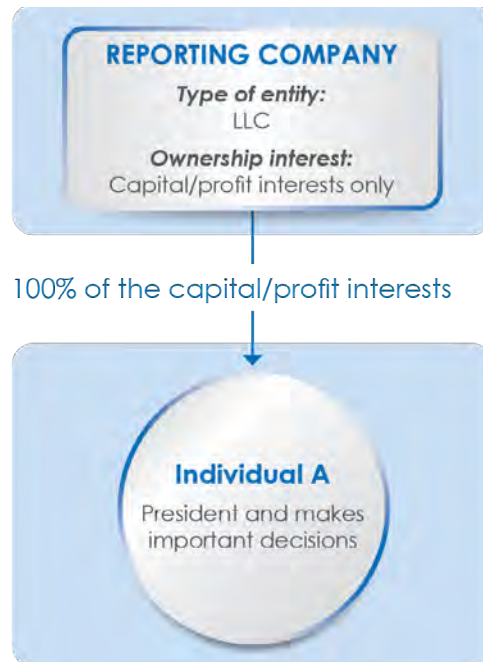 REPORTING COMPANY
Type of entity:
LLC
Ownership interest:
Capital/profit interests only
100% of the capital/profit interests
Individual A
President and makes
important decisions